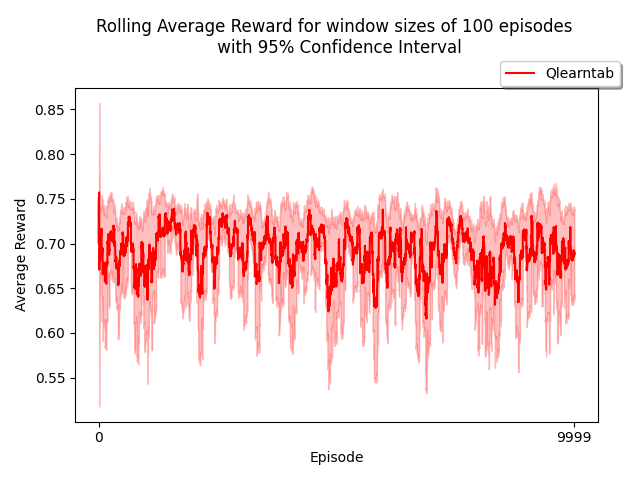 Rolling Average Reward for window sizes of 100 episodes
with 95% Confidence Interval
Qlearntab
0.85
0.80
0.75
0.70
0.65
0.60
0.55
Average Reward
0 9999
Episode